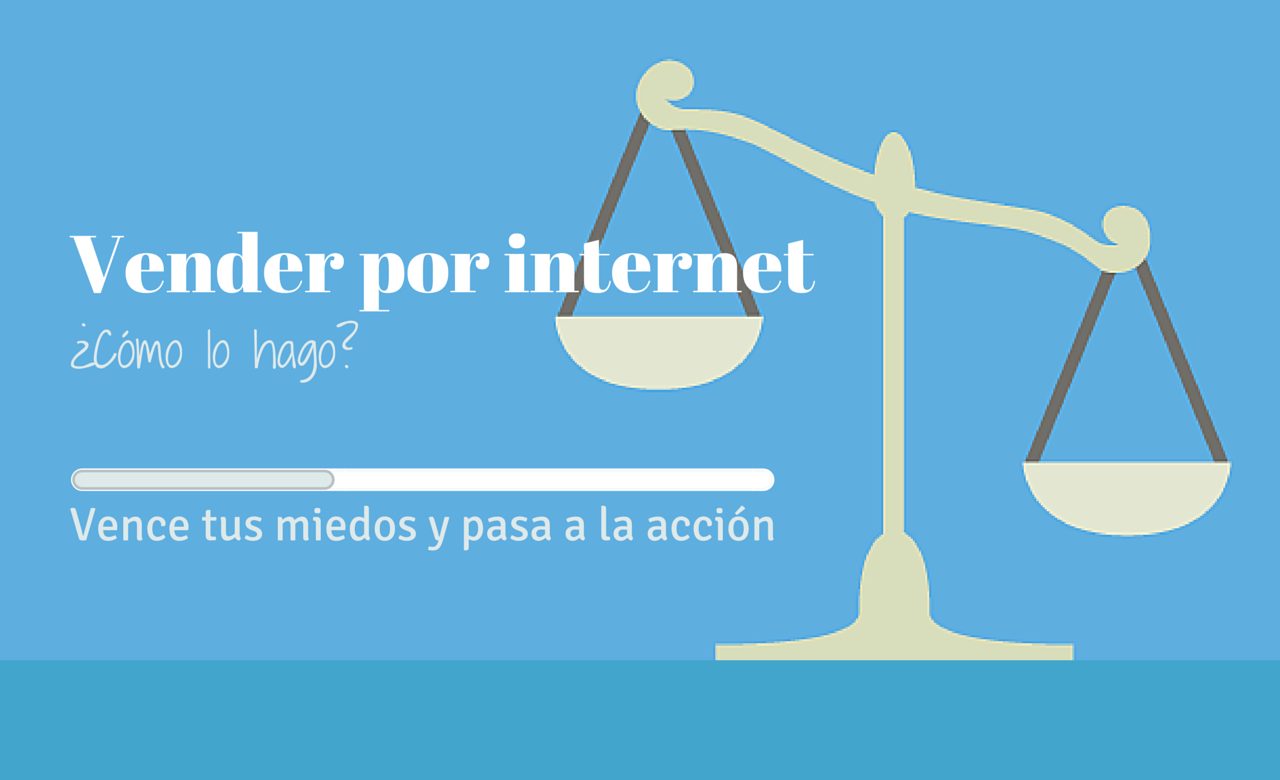 Vender por internet
¿Cómo lo hago?
Vence tus miedos y pasa a la acción